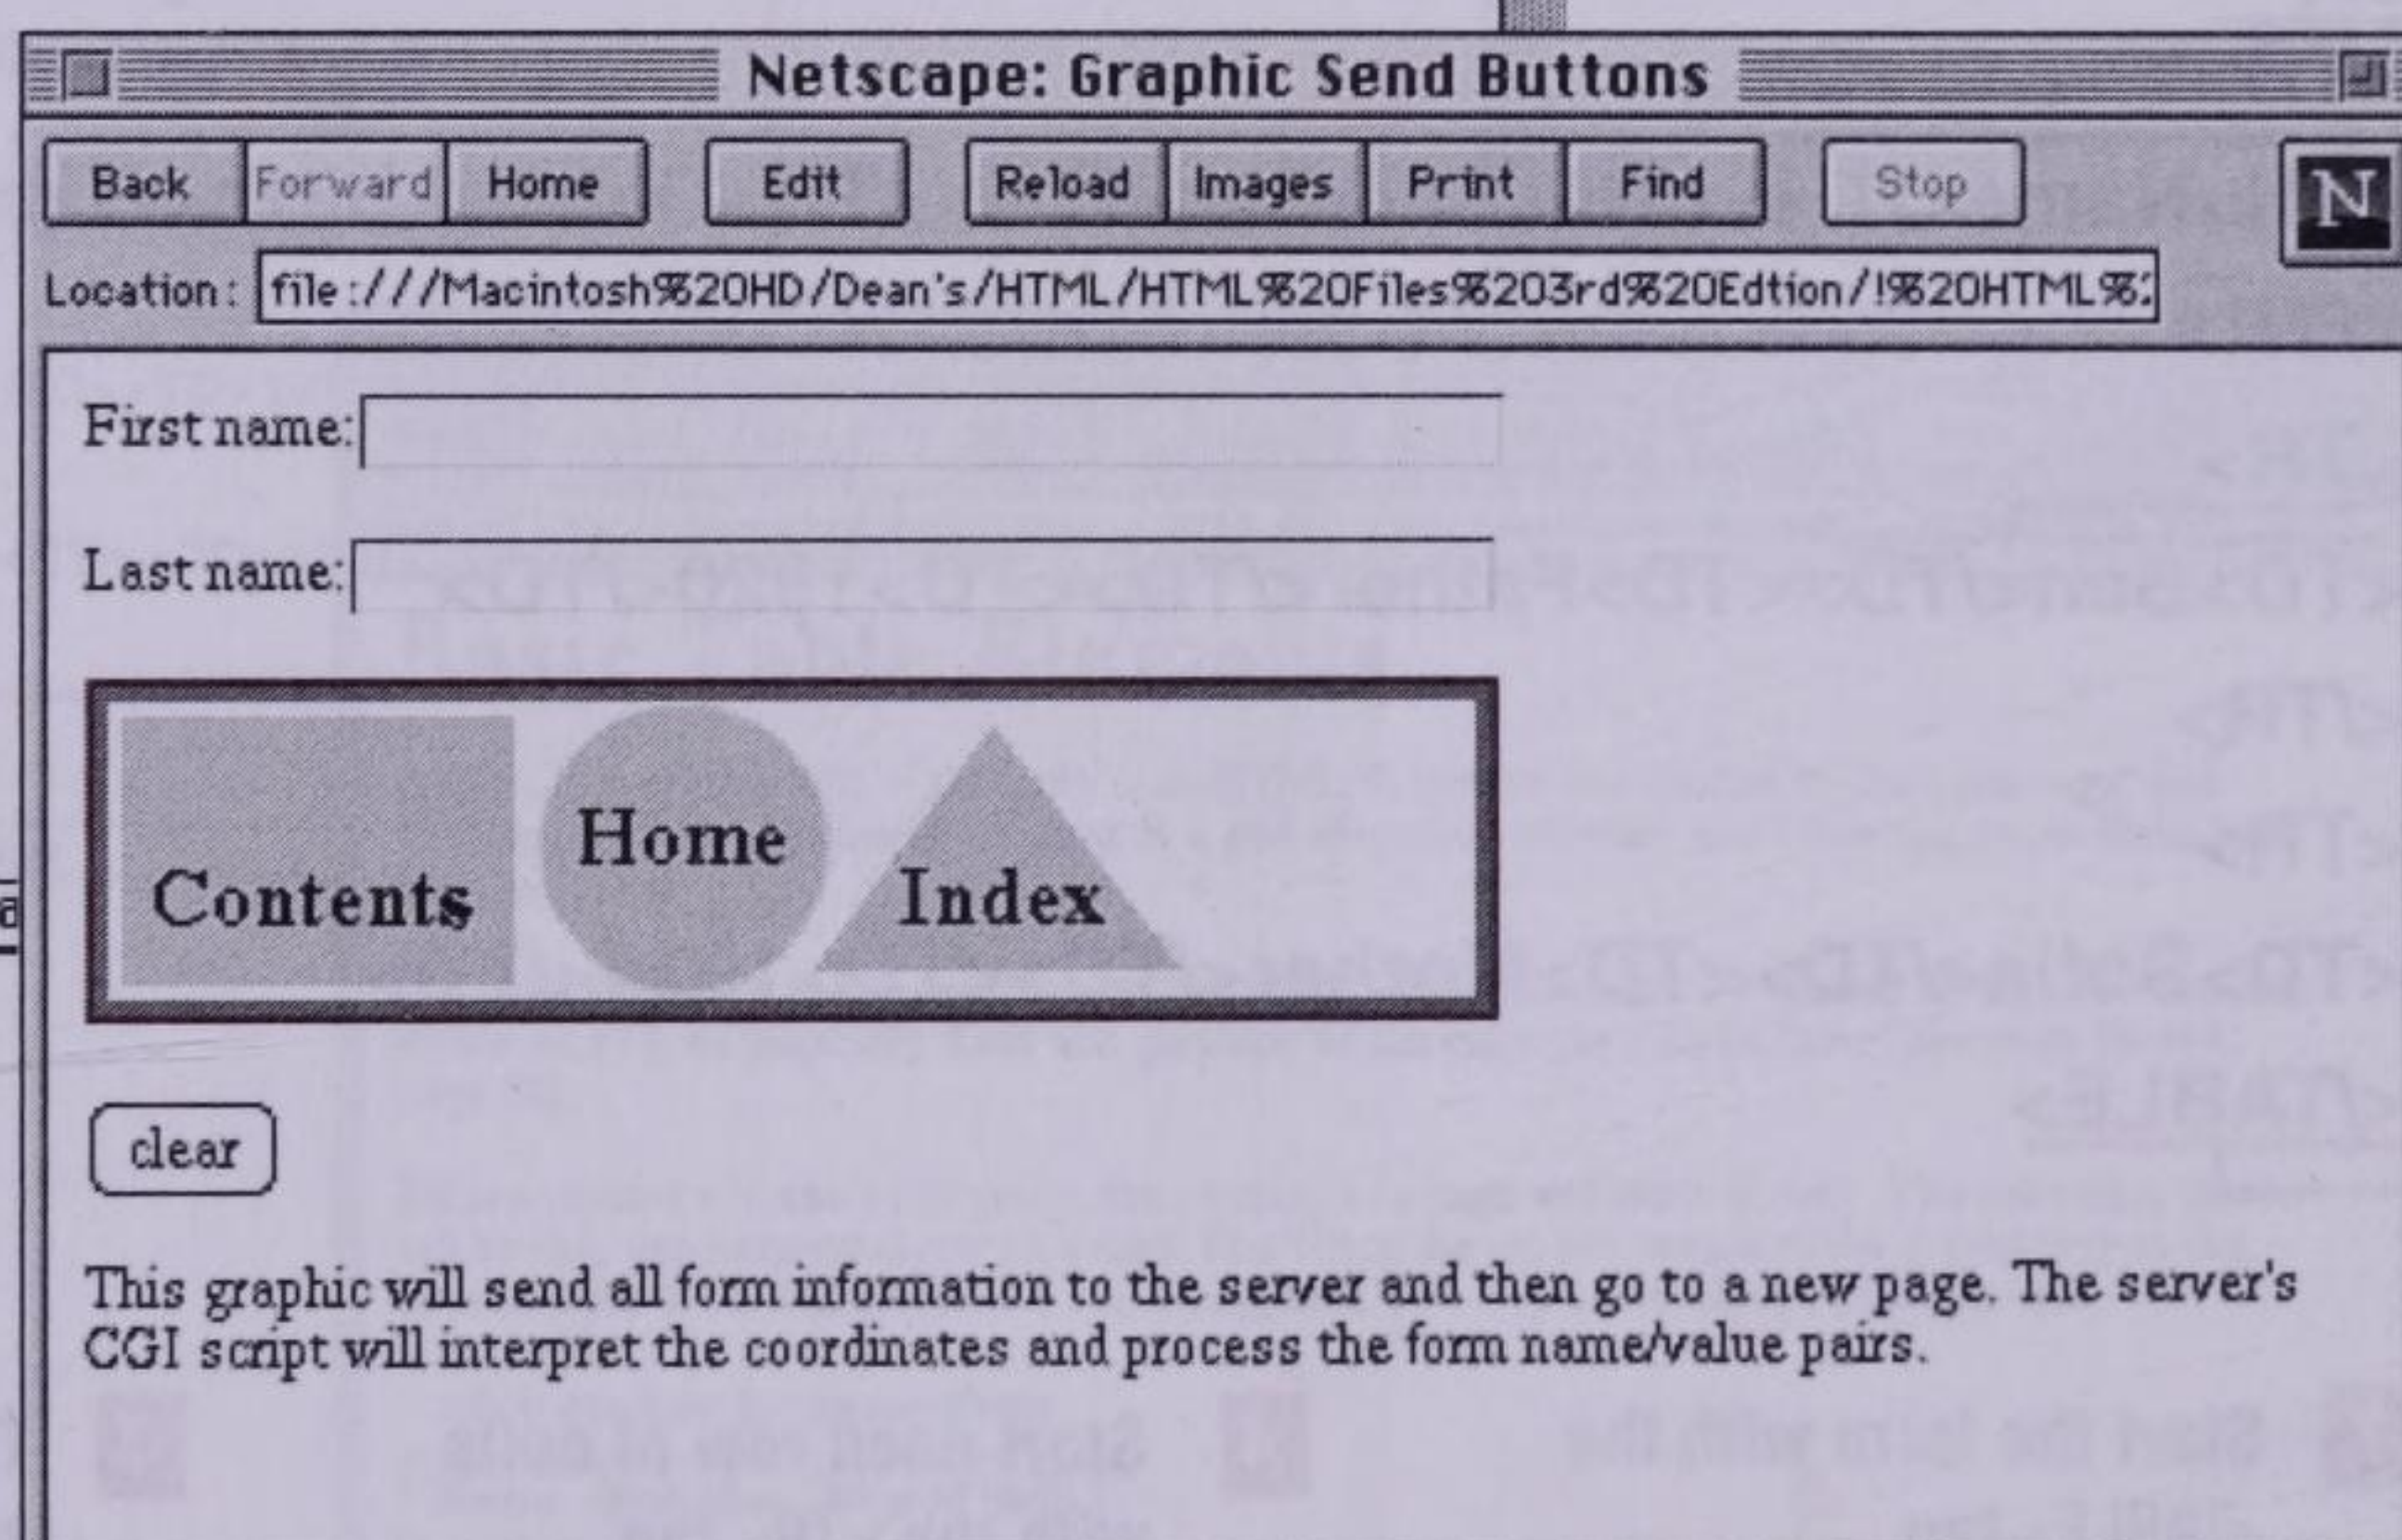 Netscape: Graphic Send Buttons
Back Forward Home Edit Reload Images Print Find Stop N
Location: file:///Macintosh%20HD/Dean's/HTML/HTML%20Files%203rd%20Edtion/!%20HTML%
First name:
Last name:
Contents Home Index
clear
This graphic will send all form information to the server and then go to a new page. The server's
CGI script will interpret the coordinates and process the form name/value pairs.